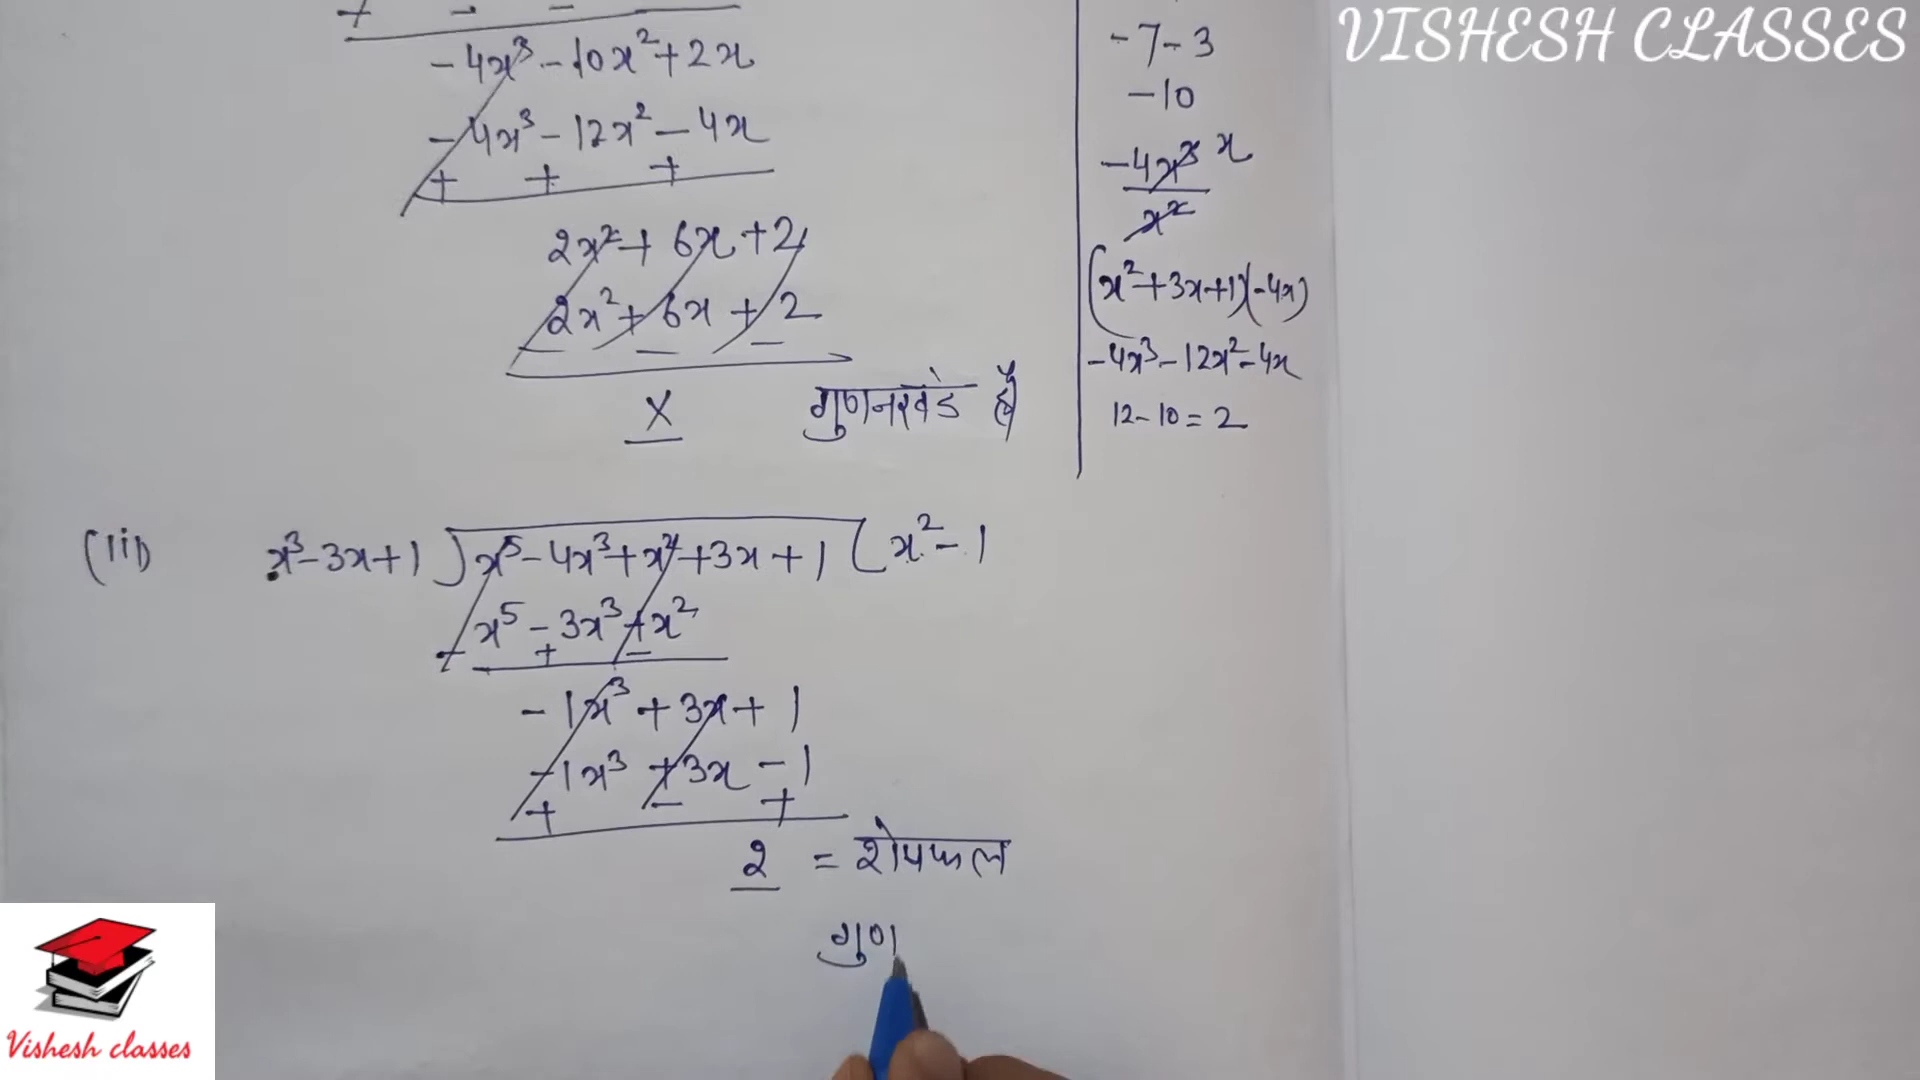 VISHESH CLASSES
-4x³ - 10x² + 2x
-4x³ - 12x² - 4x
+ + +
2x² + 6x + 2
2x² + 6x + 2
- - -
x गुणनखंड है
-7-3
-10
-4x³ x
x²
(x²+3x+1)(-4x)
-4x³ - 12x² - 4x
12-10 = 2
(iii) x³-3x+1 ) x⁵ - 4x³ + x² + 3x + 1 ( x² - 1
x⁵ - 3x³ + x²
- + -
-1x³ + 3x + 1
-1x³ + 3x - 1
+ - +
2 = शेषफल
गुण
Vishesh classes